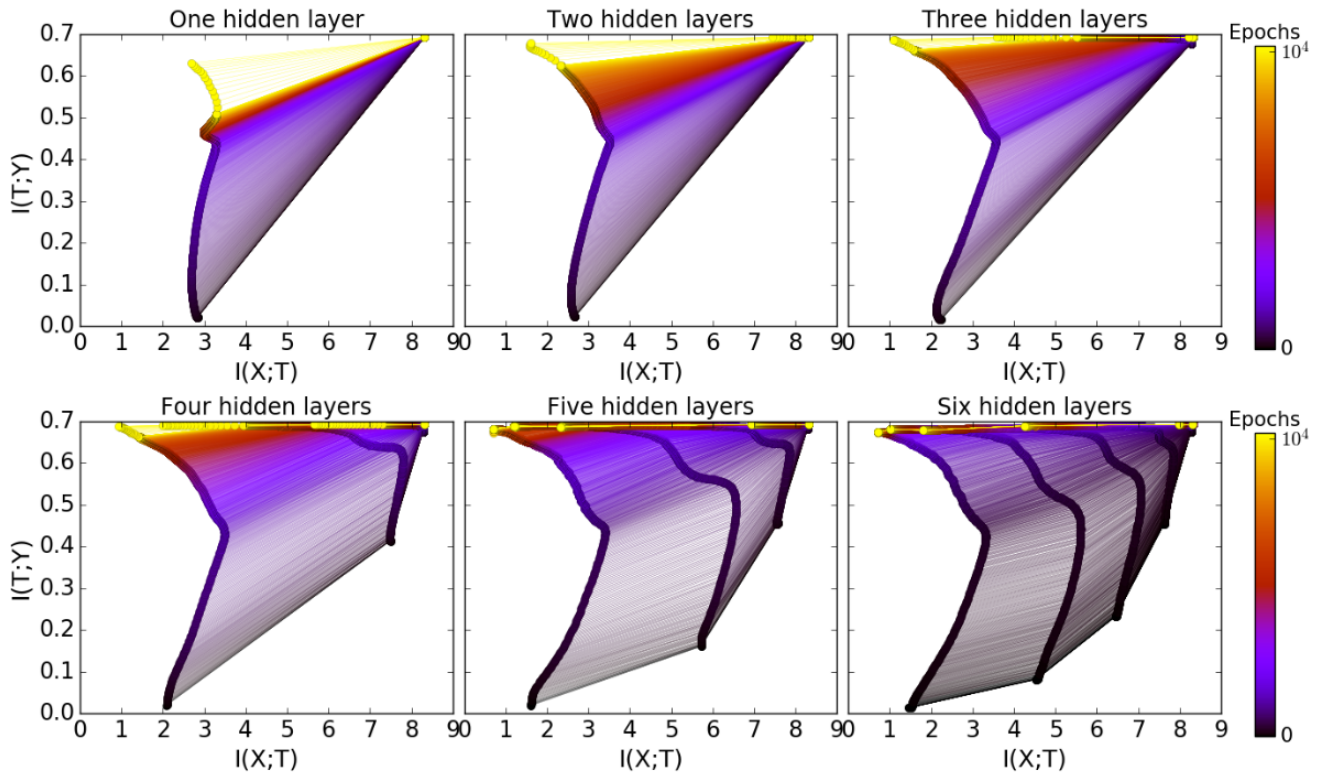 One hidden layer
Two hidden layers
Three hidden layers
Epochs
0.7
0.6
0.5
0.4
0.3
0.2
0.1
0.0
I(T;Y)
10^4
0
0 1 2 3 4 5 6 7 8 9
0 1 2 3 4 5 6 7 8 9
0 1 2 3 4 5 6 7 8 9
I(X;T)
I(X;T)
I(X;T)
Four hidden layers
Five hidden layers
Six hidden layers
Epochs
0.7
0.6
0.5
0.4
0.3
0.2
0.1
0.0
I(T;Y)
10^4
0
0 1 2 3 4 5 6 7 8 9
0 1 2 3 4 5 6 7 8 9
0 1 2 3 4 5 6 7 8 9
I(X;T)
I(X;T)
I(X;T)